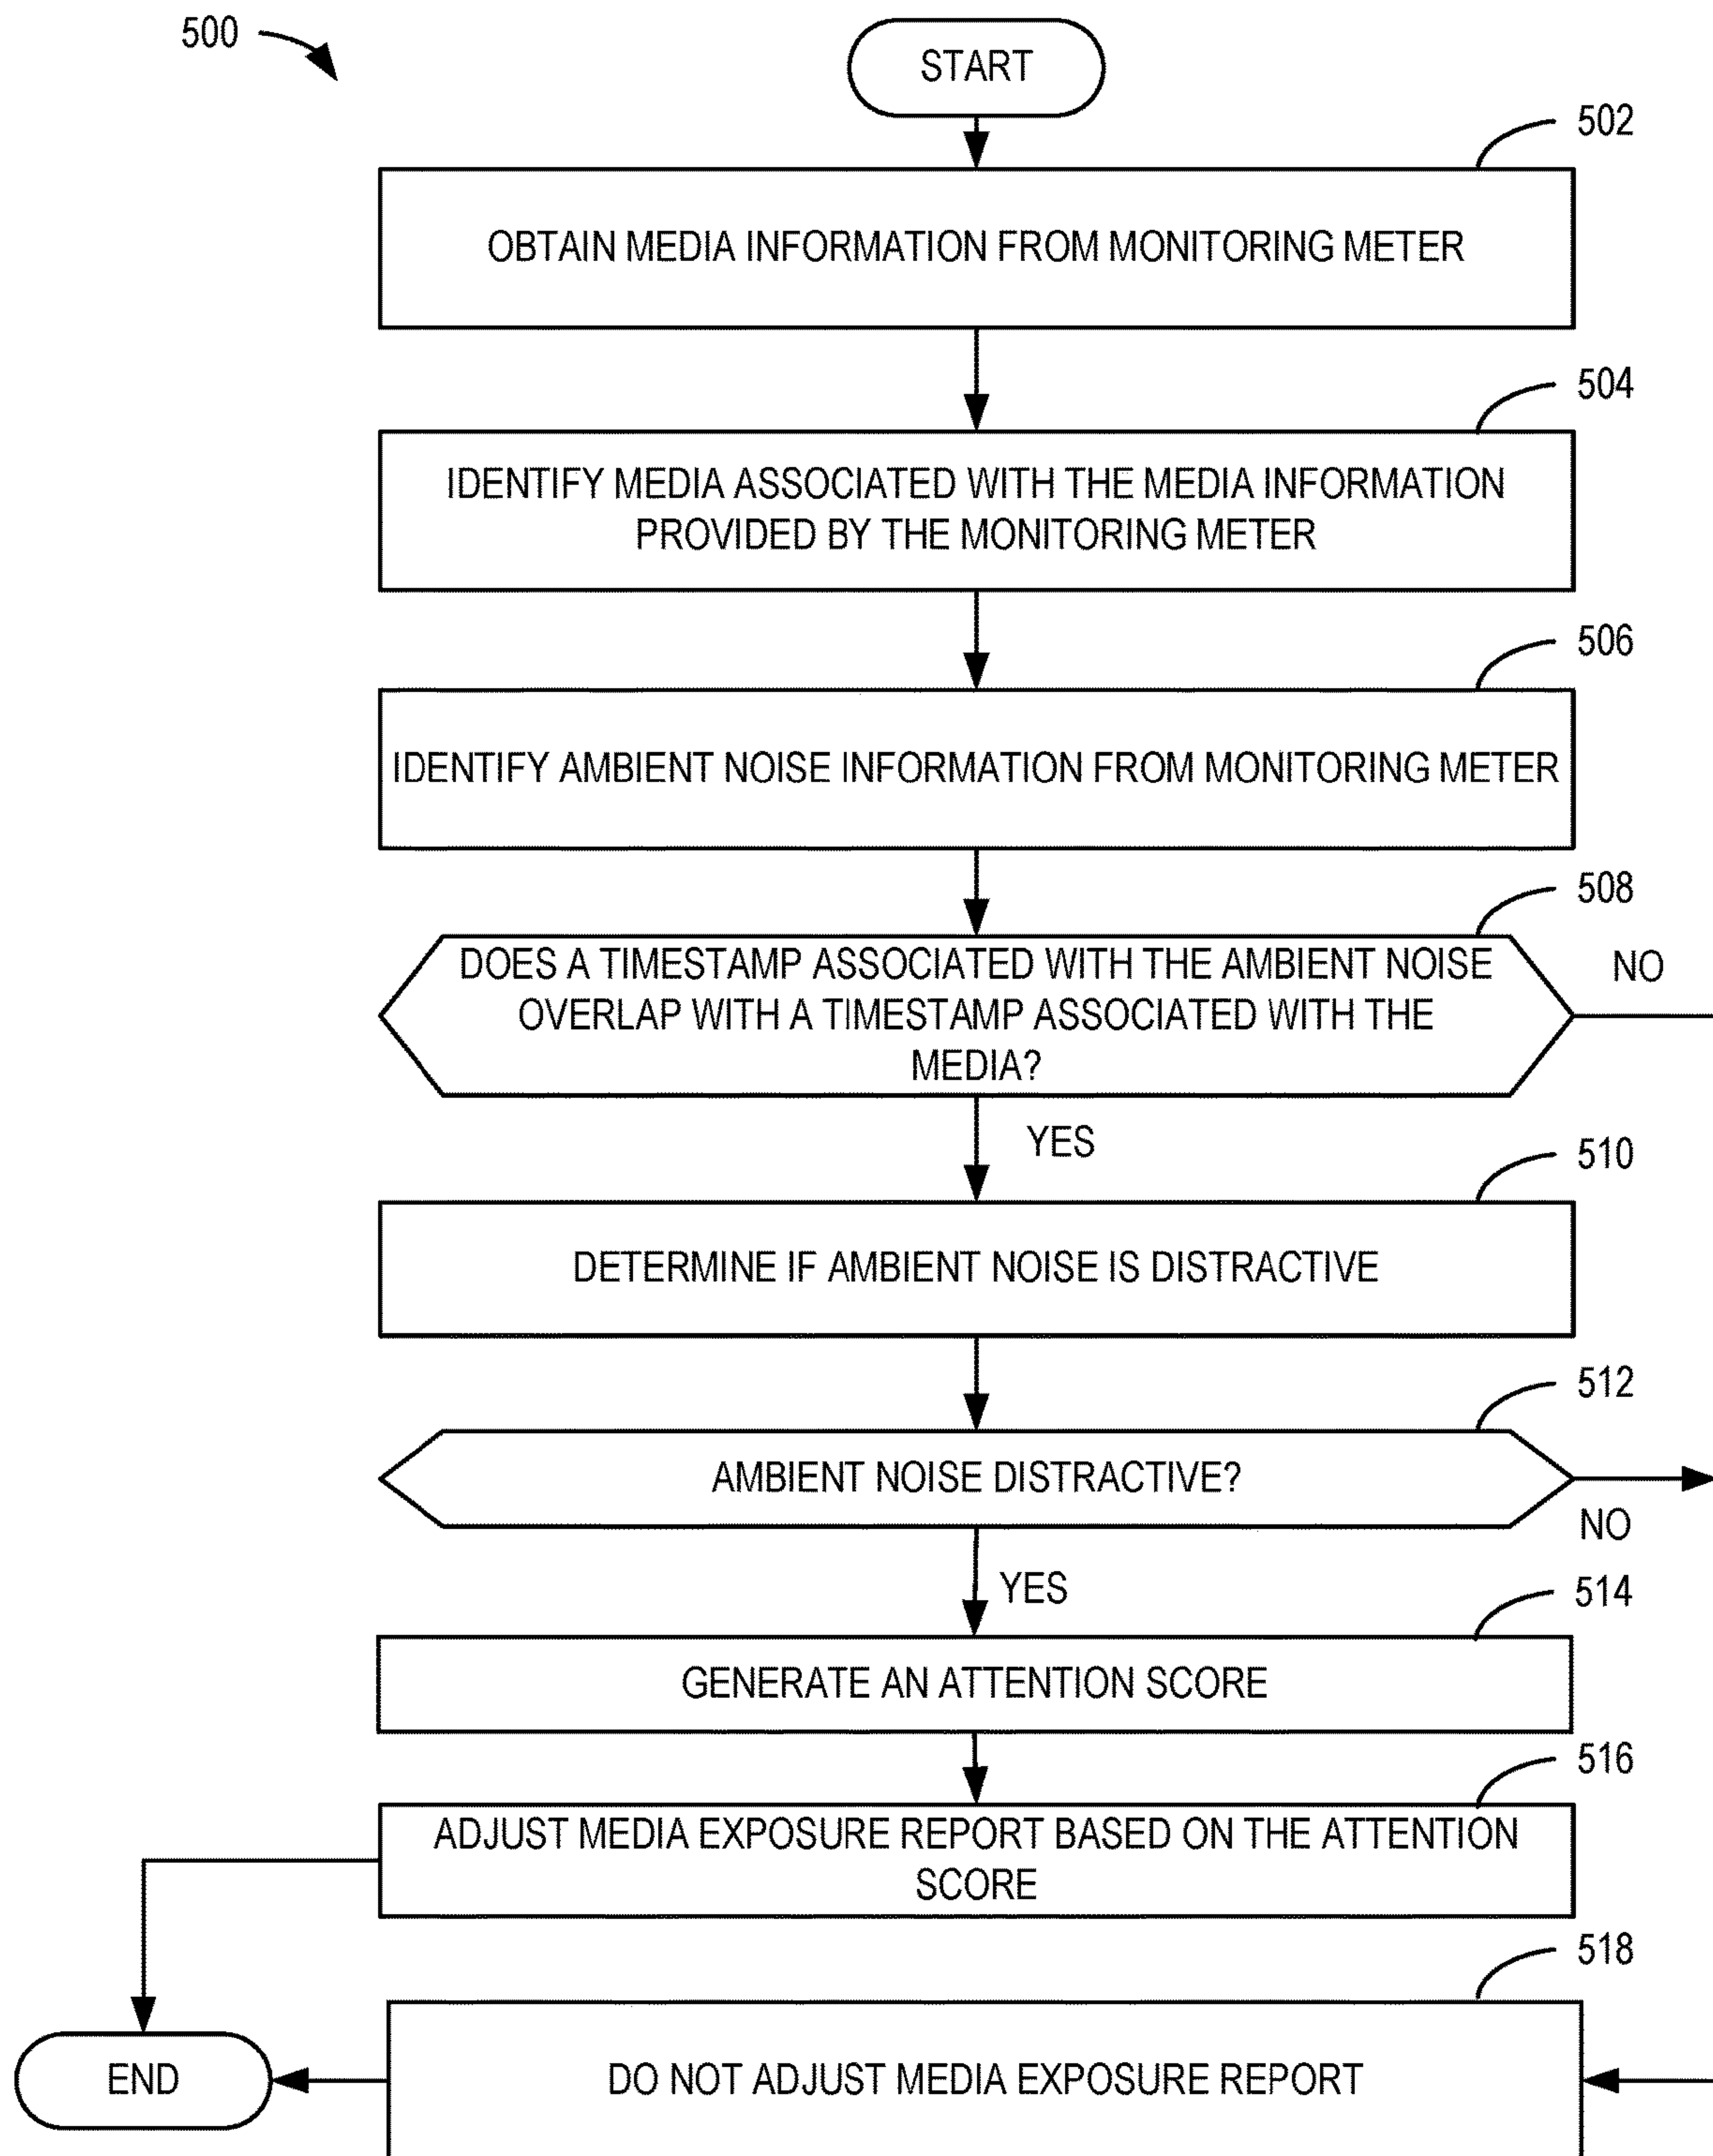 500
START
502
OBTAIN MEDIA INFORMATION FROM MONITORING METER
504
IDENTIFY MEDIA ASSOCIATED WITH THE MEDIA INFORMATION
PROVIDED BY THE MONITORING METER
506
IDENTIFY AMBIENT NOISE INFORMATION FROM MONITORING METER
508
DOES A TIMESTAMP ASSOCIATED WITH THE AMBIENT NOISE
OVERLAP WITH A TIMESTAMP ASSOCIATED WITH THE
MEDIA?
NO
YES
510
DETERMINE IF AMBIENT NOISE IS DISTRACTIVE
512
AMBIENT NOISE DISTRACTIVE?
NO
YES
514
GENERATE AN ATTENTION SCORE
516
ADJUST MEDIA EXPOSURE REPORT BASED ON THE ATTENTION
SCORE
518
DO NOT ADJUST MEDIA EXPOSURE REPORT
END